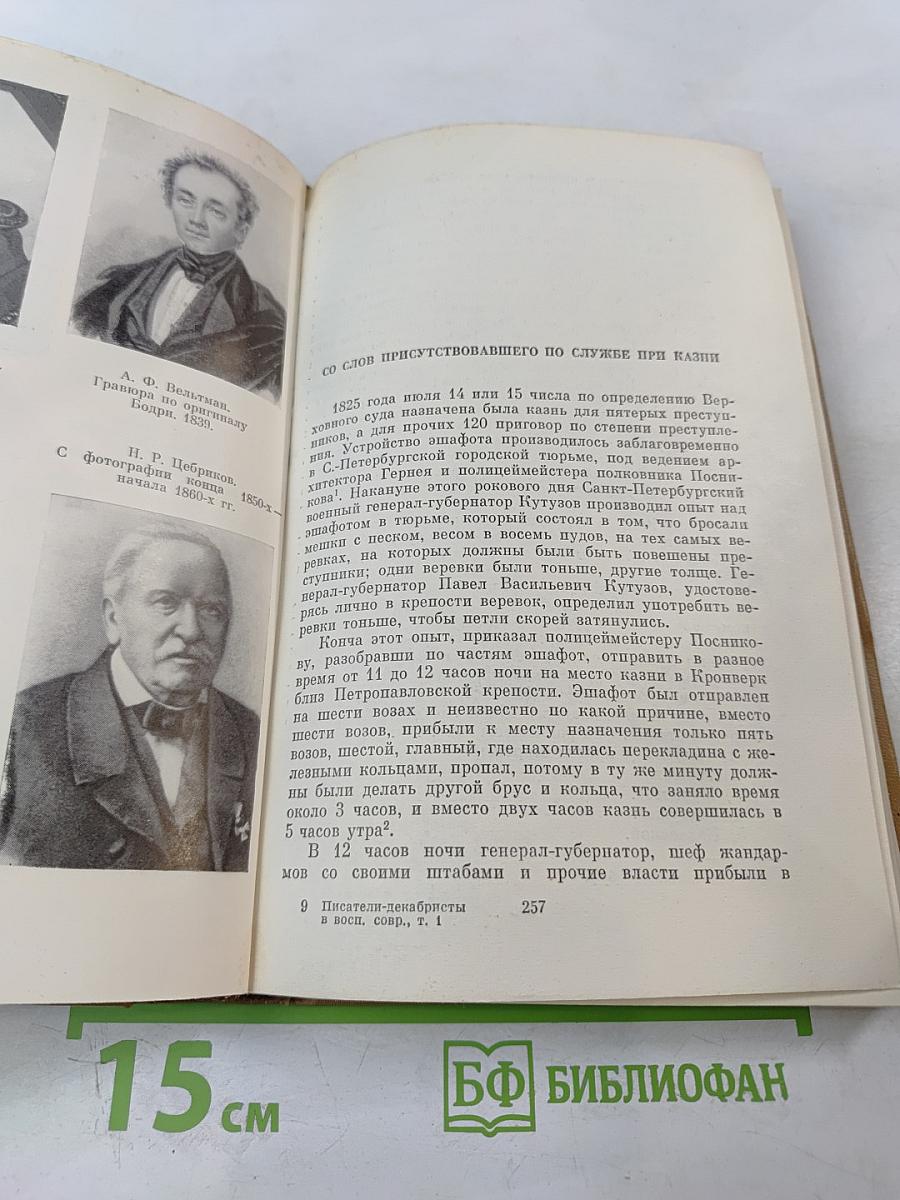 А. Ф. Вельтман.
Гравюра по оригиналу
Бодри. 1839.
Н. Р. Цебриков.
С фотографии конца 1850-х —
начала 1860-х гг.
СО СЛОВ ПРИСУТСТВОВАВШЕГО ПО СЛУЖБЕ ПРИ КАЗНИ
1825 года июля 14 или 15 числа по определению Вер-
ховного суда назначена была казнь для пятерых преступ-
ников, а для прочих 120 приговор по степени преступле-
ния. Устройство эшафота производилось заблаговременно
в С.-Петербургской городской тюрьме, под ведением ар-
хитектора Гернея и полицеймейстера полковника Посни-
кова¹. Накануне этого рокового дня Санкт-Петербургский
военный генерал-губернатор Кутузов производил опыт над
эшафотом в тюрьме, который состоял в том, что бросали
мешки с песком, весом в восемь пудов, на тех самых ве-
ревках, на которых должны были быть повешены пре-
ступники; одни веревки были тоньше, другие толще. Ге-
нерал-губернатор Павел Васильевич Кутузов, удостове-
рясь лично в крепости веревок, определил употребить ве-
ревки тоньше, чтобы петли скорей затянулись.
Конча этот опыт, приказал полицеймейстеру Посникo-
ву, разобравши по частям эшафот, отправить в разное
время от 11 до 12 часов ночи на место казни в Кронверк
близ Петропавловской крепости. Эшафот был отправлен
на шести возах и неизвестно по какой причине, вместо
шести возов, прибыли к месту назначения только пять
возов, шестой, главный, где находилась перекладина с же-
лезными кольцами, пропал, потому в ту же минуту долж-
ны были делать другой брус и кольца, что заняло время
около 3 часов, и вместо двух часов казнь совершилась в
5 часов утра².
В 12 часов ночи генерал-губернатор, шеф жандар-
мов со своими штабами и прочие власти прибыли в
9 Писатели-декабристы
в восп. совр., т. 1
257
15 см
БФ БИБЛИОФАН